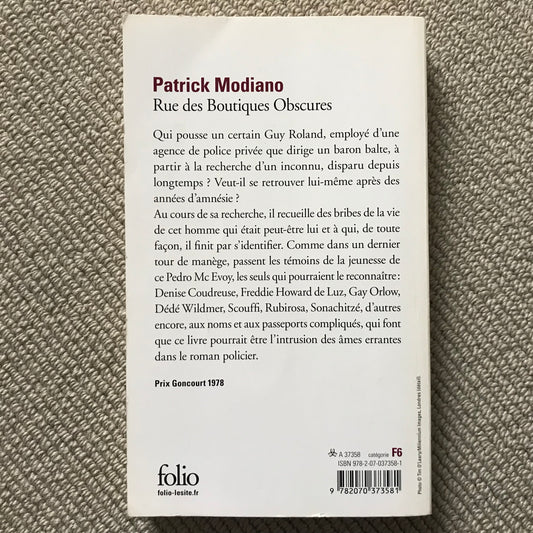 Patrick Modiano
Rue des Boutiques Obscures
Qui pousse un certain Guy Roland, employé d'une
agence de police privée que dirige un baron balte, à
partir à la recherche d'un inconnu, disparu depuis
longtemps ? Veut-il se retrouver lui-même après des
années d'amnésie ?
Au cours de sa recherche, il recueille des bribes de la vie
de cet homme qui était peut-être lui et à qui, de toute
façon, il finit par s'identifier. Comme dans un dernier
tour de manège, passent les témoins de la jeunesse de
ce Pedro Mc Evoy, les seuls qui pourraient le reconnaître :
Denise Coudreuse, Freddie Howard de Luz, Gay Orlow,
Dédé Wildmer, Scouffi, Rubirosa, Sonachitzé, d'autres
encore, aux noms et aux passeports compliqués, qui font
que ce livre pourrait être l'intrusion des âmes errantes
dans le roman policier.
Prix Goncourt 1978
A 37358 catégorie F6
ISBN 978-2-07-037358-1
9 782070 373581
folio
folio-lesite.fr
Photo © Tim O'Leary/Millennium Images, Londres (détail).